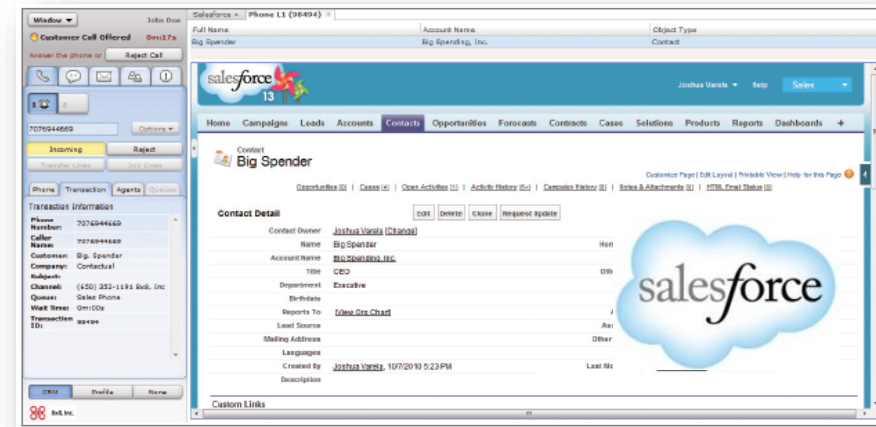 Window John Doe
Customer Call Offered 0m:17s
Answer the phone or Reject Call
1 2
7076944669 Options
Incoming Reject
Transfer Lines Join Lines
Phone Transaction Agents Queues
Transaction Information
Phone Number: 7076944669
Caller Name: 7076944669
Customer: Big. Spender
Company: Contactual
Subject:
Channel: (650) 353-1191 8x8, Inc
Queue: Sales Phone
Wait Time: 0m:00s
Transaction ID: 98494
CRM Profile None
8x8, Inc.
Salesforce Phone L1 (98494)
Full Name Account Name Object Type
Big Spender Big Spending, Inc. Contact
salesforce
13
Joshua Varela Help Sales
Home Campaigns Leads Accounts Contacts Opportunities Forecasts Contracts Cases Solutions Products Reports Dashboards +
Contact
Big Spender
Customize Page | Edit Layout | Printable View | Help for this Page
Opportunities [0] | Cases [4] | Open Activities [1] | Activity History [5+] | Campaign History [0] | Notes & Attachments [0] | HTML Email Status [0]
Contact Detail Edit Delete Clone Request Update
Contact Owner Joshua Varela [Change]
Name Big Spender Hon
Account Name Big Spending, Inc.
Title CEO Oth
Department Executive
Birthdate
Reports To [View Org Chart]
Lead Source Ass
Mailing Address Other
Languages
Created By Joshua Varela, 10/7/2010 5:23 PM Last Mo
Description
Custom Links
salesforce